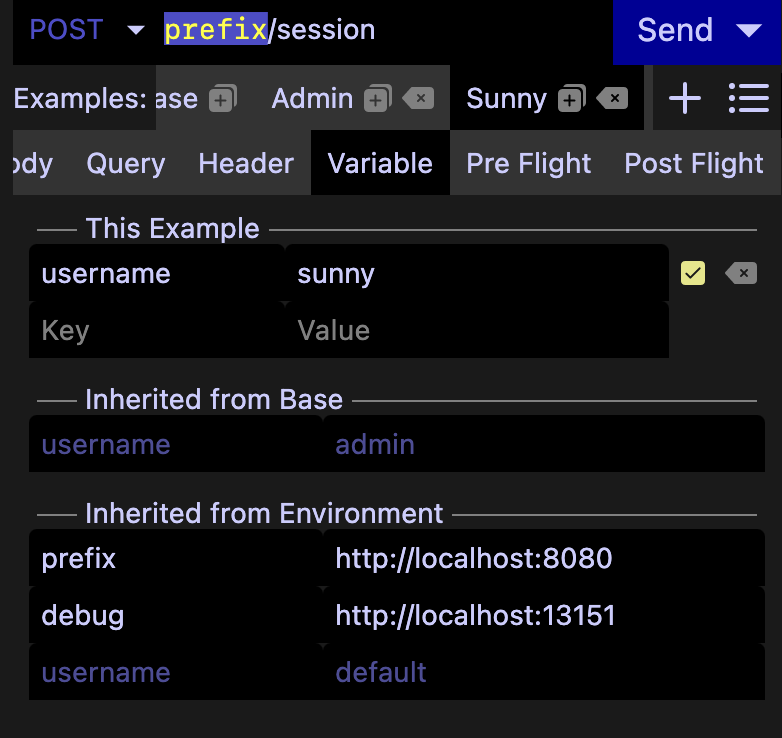 POST prefix/session Send
Examples: ase Admin Sunny
ody Query Header Variable Pre Flight Post Flight
This Example
username sunny
Key Value
Inherited from Base
username admin
Inherited from Environment
prefix http://localhost:8080
debug http://localhost:13151
username default